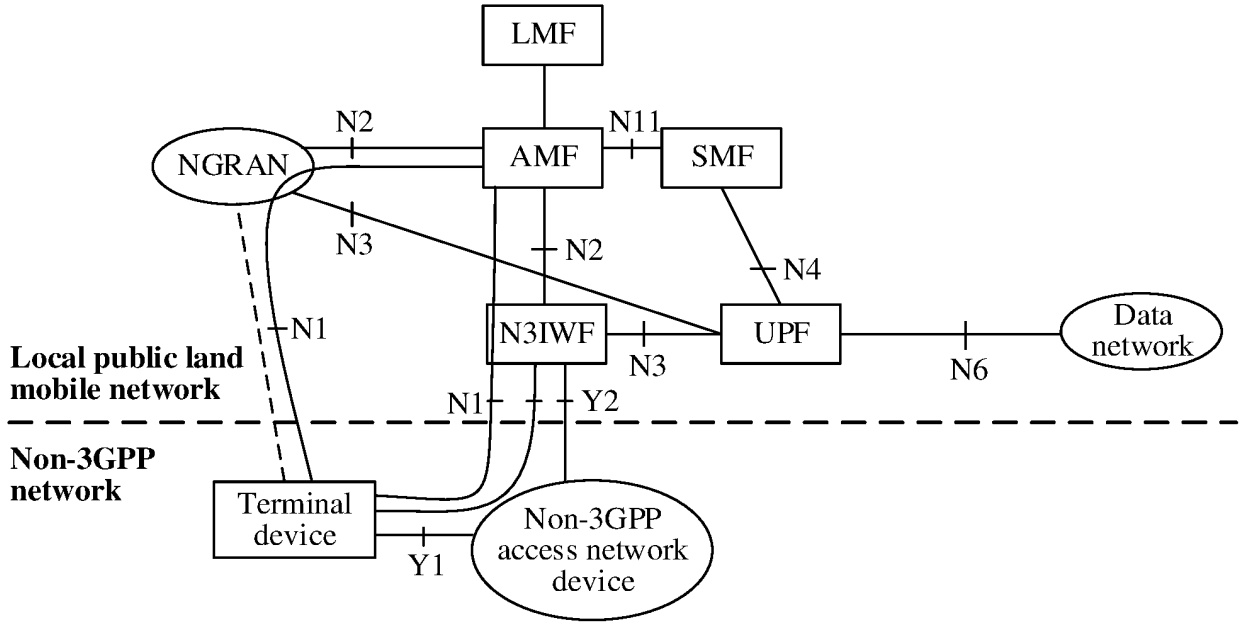 LMF
N2
N11
NGRAN
AMF
SMF
N3
N2
N4
N1
N3IWF
UPF
Data
network
Local public land
mobile network
N3
N6
N1
Y2
Non-3GPP
network
Terminal
device
Non-3GPP
access network
device
Y1